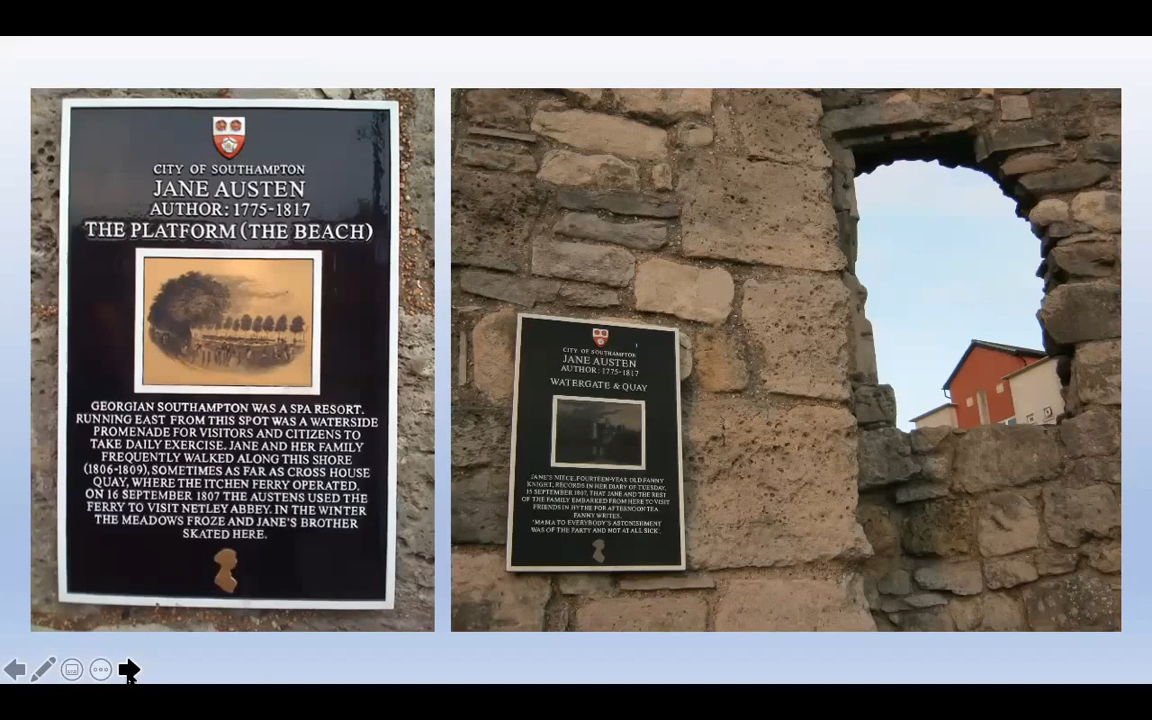 CITY OF SOUTHAMPTON
JANE AUSTEN
AUTHOR: 1775-1817
THE PLATFORM (THE BEACH)
GEORGIAN SOUTHAMPTON WAS A SPA RESORT.
RUNNING EAST FROM THIS SPOT WAS A WATERSIDE
PROMENADE FOR VISITORS AND CITIZENS TO
TAKE DAILY EXERCISE. JANE AND HER FAMILY
FREQUENTLY WALKED ALONG THIS SHORE
(1806-1809), SOMETIMES AS FAR AS CROSS HOUSE
QUAY, WHERE THE ITCHEN FERRY OPERATED.
ON 16 SEPTEMBER 1807 THE AUSTENS USED THE
FERRY TO VISIT NETLEY ABBEY. IN THE WINTER
THE MEADOWS FROZE AND JANE'S BROTHER
SKATED HERE.
CITY OF SOUTHAMPTON
JANE AUSTEN
AUTHOR: 1775-1817
WATERGATE & QUAY
JANE'S NIECE, FOURTEEN-YEAR OLD FANNY
KNIGHT, RECORDS IN HER DIARY OF TUESDAY,
15 SEPTEMBER 1807, THAT JANE AND THE REST
OF THE FAMILY EMBARKED FROM HERE TO VISIT
FRIENDS IN HYTHE FOR AFTERNOON TEA.
FANNY WRITES,
'MAMA TO EVERYBODY'S ASTONISHMENT
WAS OF THE PARTY AND NOT AT ALL SICK'.